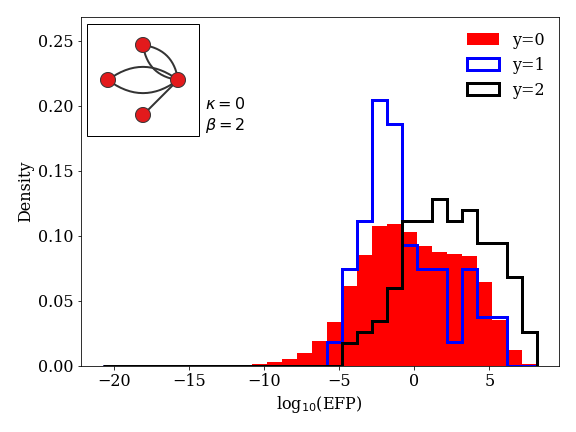 κ = 0
β = 2
y=0
y=1
y=2
Density
0.25
0.20
0.15
0.10
0.05
0.00
−20 −15 −10 −5 0 5
log₁₀(EFP)